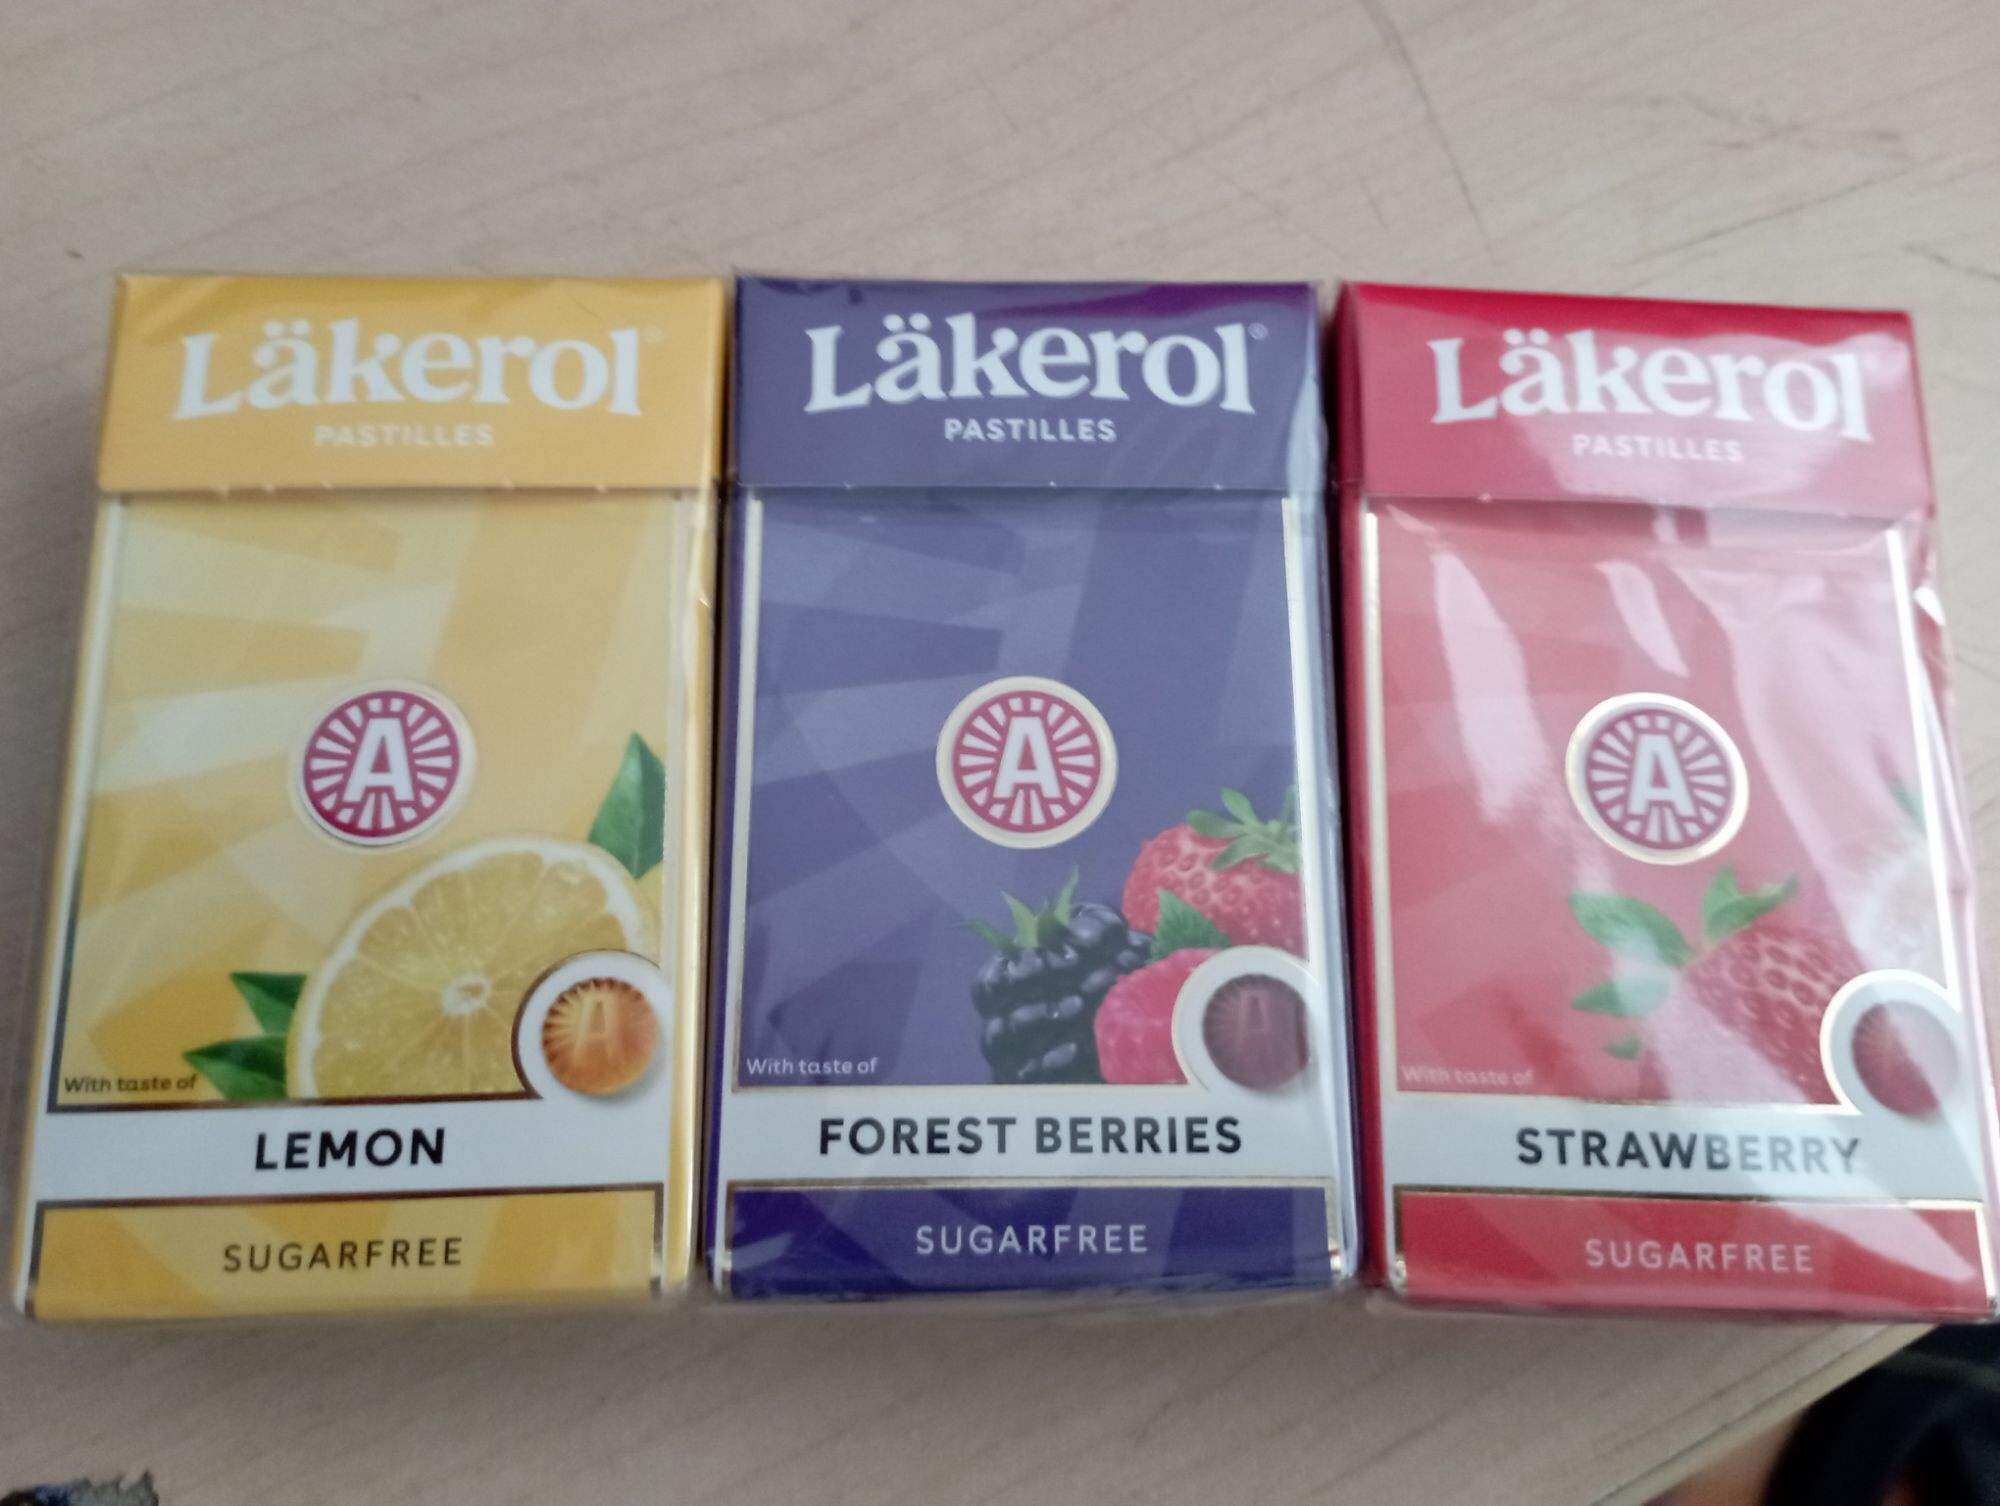 Läkerol®
PASTILLES
A
A
With taste of
LEMON
SUGARFREE
Läkerol®
PASTILLES
A
A
With taste of
FOREST BERRIES
SUGARFREE
Läkerol®
PASTILLES
A
With taste of
STRAWBERRY
SUGARFREE